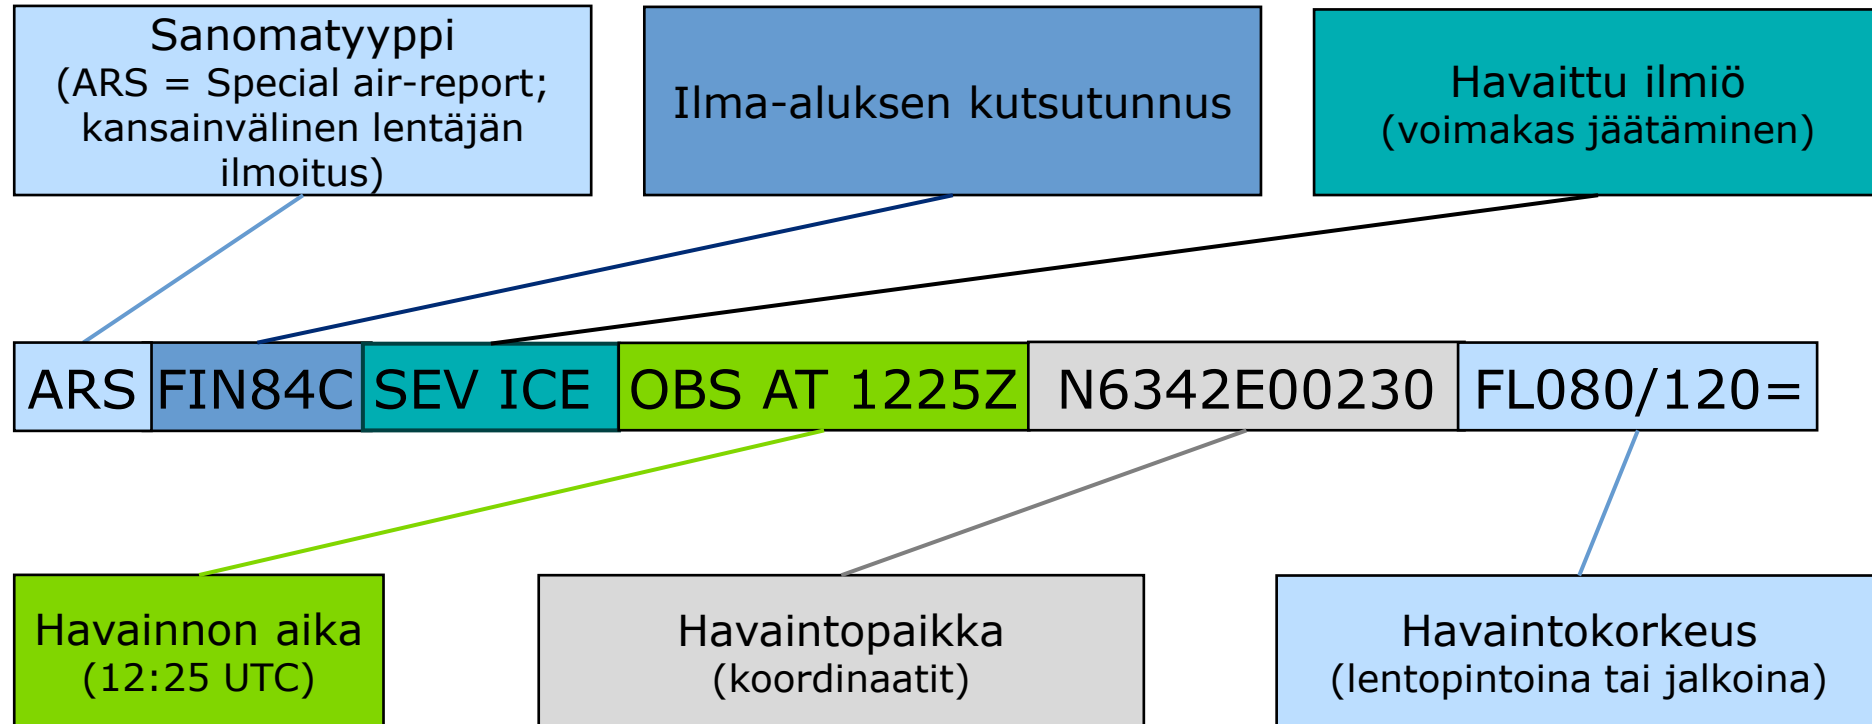 Sanomatyyppi
(ARS = Special air-report;
kansainvälinen lentäjän
ilmoitus)
Ilma-aluksen kutsutunnus
Havaittu ilmiö
(voimakas jäätäminen)
ARS FIN84C SEV ICE OBS AT 1225Z N6342E00230 FL080/120=
Havainnon aika
(12:25 UTC)
Havaintopaikka
(koordinaatit)
Havaintokorkeus
(lentopintoina tai jalkoina)